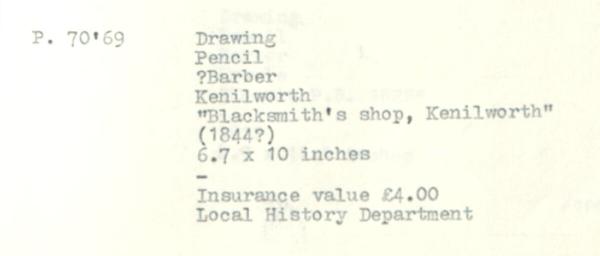 P. 70'69 Drawing
Pencil
?Barber
Kenilworth
"Blacksmith's shop, Kenilworth"
(1844?)
6.7 x 10 inches
-
Insurance value £4.00
Local History Department